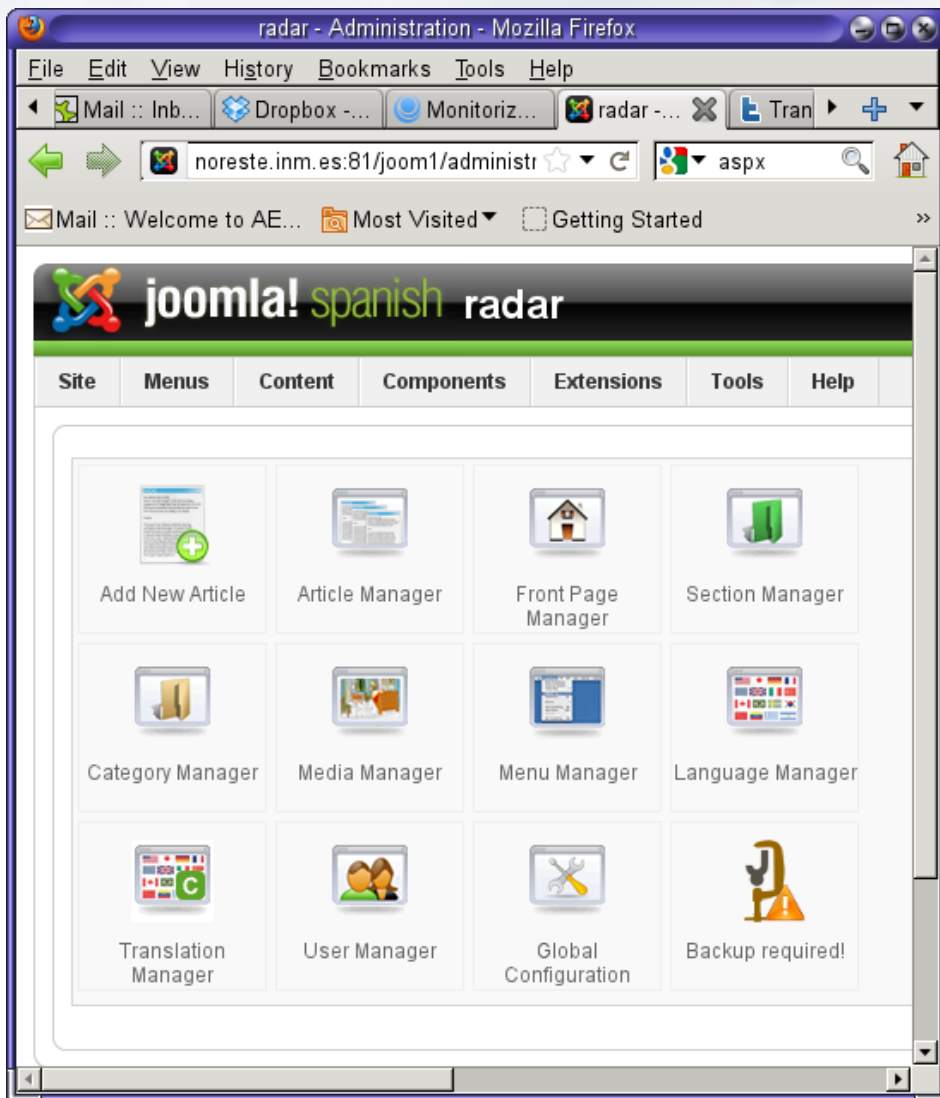 radar - Administration - Mozilla Firefox
File Edit View History Bookmarks Tools Help
Mail :: Inb... Dropbox -... Monitoriz... radar -... Tran
noreste.inm.es:81/joom1/administr aspx
Mail :: Welcome to AE... Most Visited Getting Started »
joomla! spanish radar
Site Menus Content Components Extensions Tools Help
Add New Article Article Manager Front Page Section Manager
Manager
Category Manager Media Manager Menu Manager Language Manager
C
Translation User Manager Global Backup required!
Manager Configuration